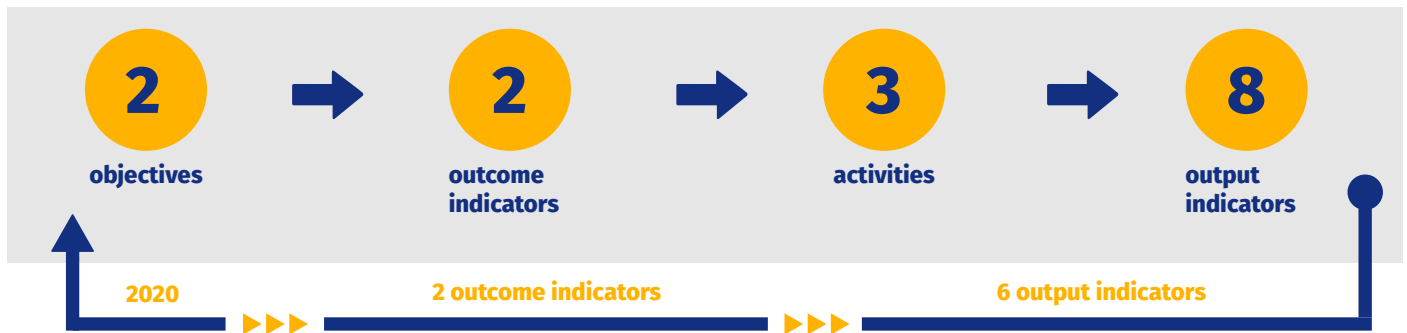 2
2
3
8
objectives
outcome
indicators
activities
output
indicators
2020
2 outcome indicators
6 output indicators